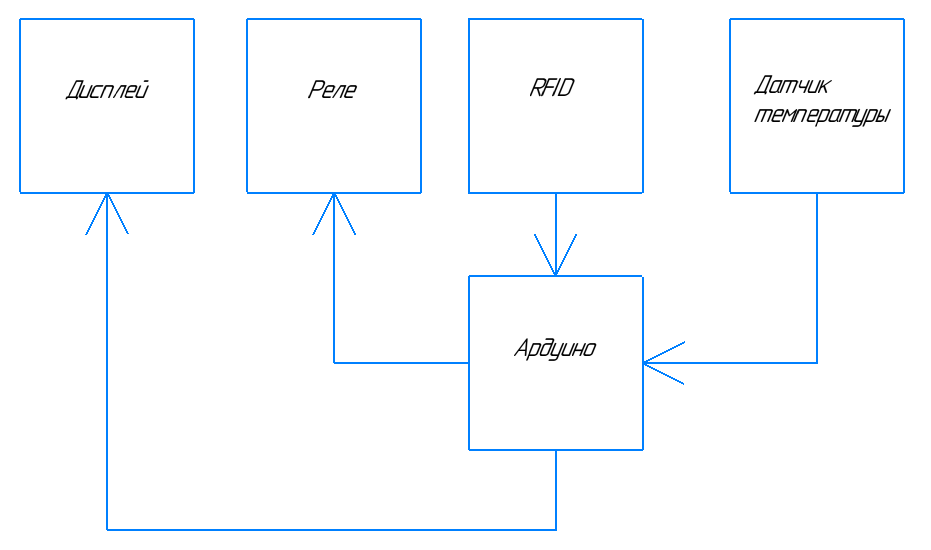 Дисплей
Реле
RFID
Датчик
температуры
Ардуино